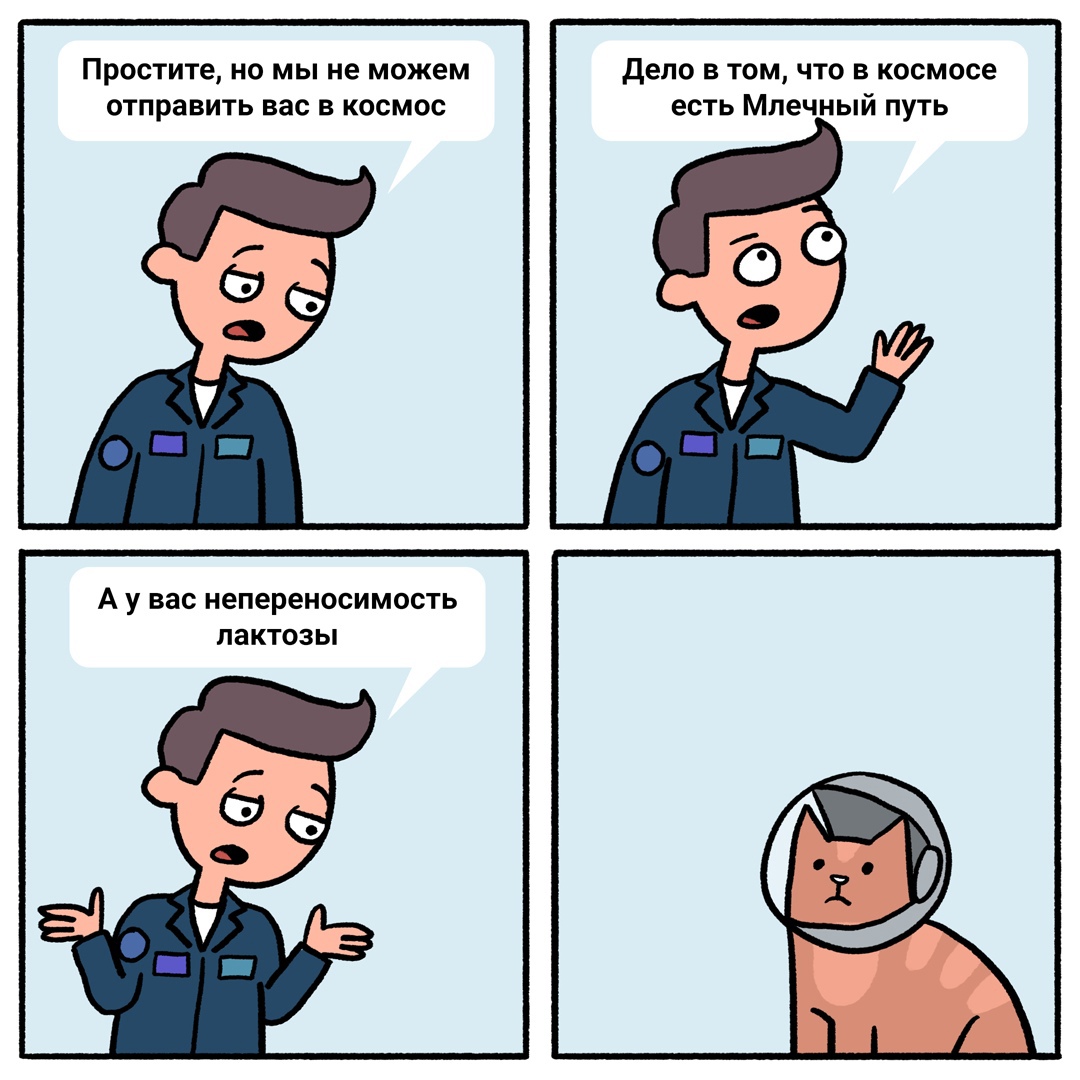 Простите, но мы не можем
отправить вас в космос
Дело в том, что в космосе
есть Млечный путь
А у вас непереносимость
лактозы